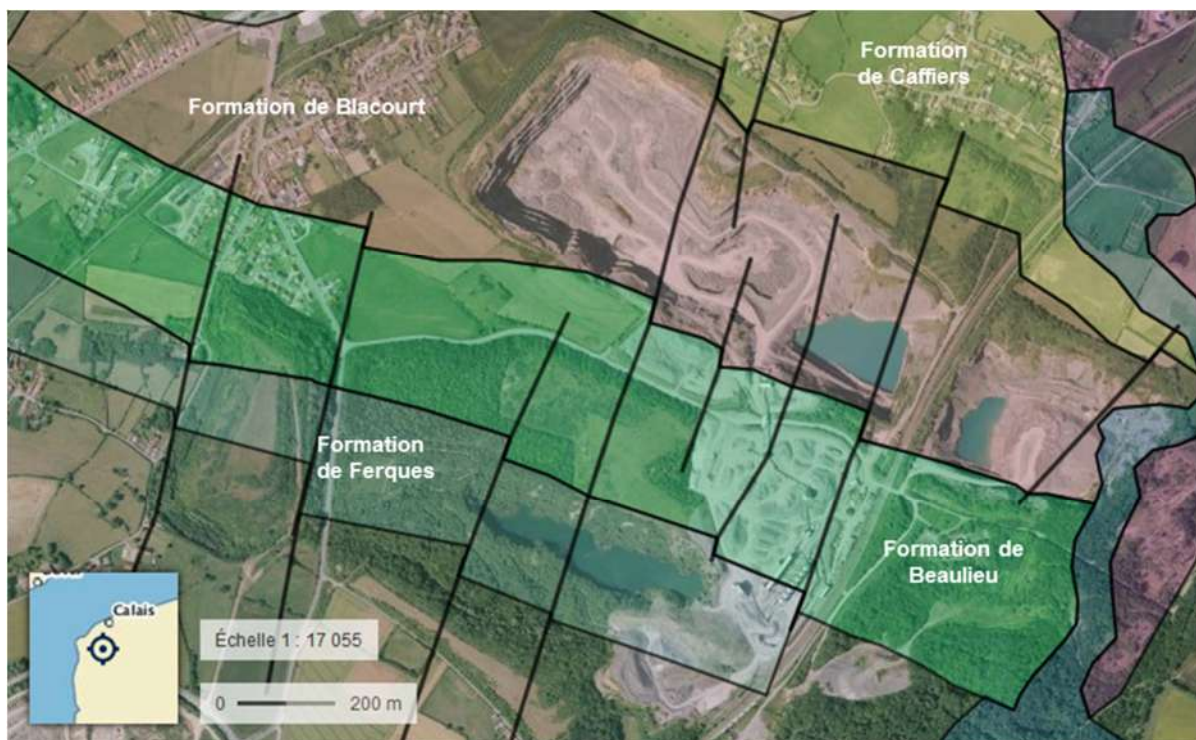 Formation
de Caffiers
Formation de Blacourt
Formation
de Ferques
Formation de
Beaulieu
Calais
Échelle 1 : 17 055
0 200 m